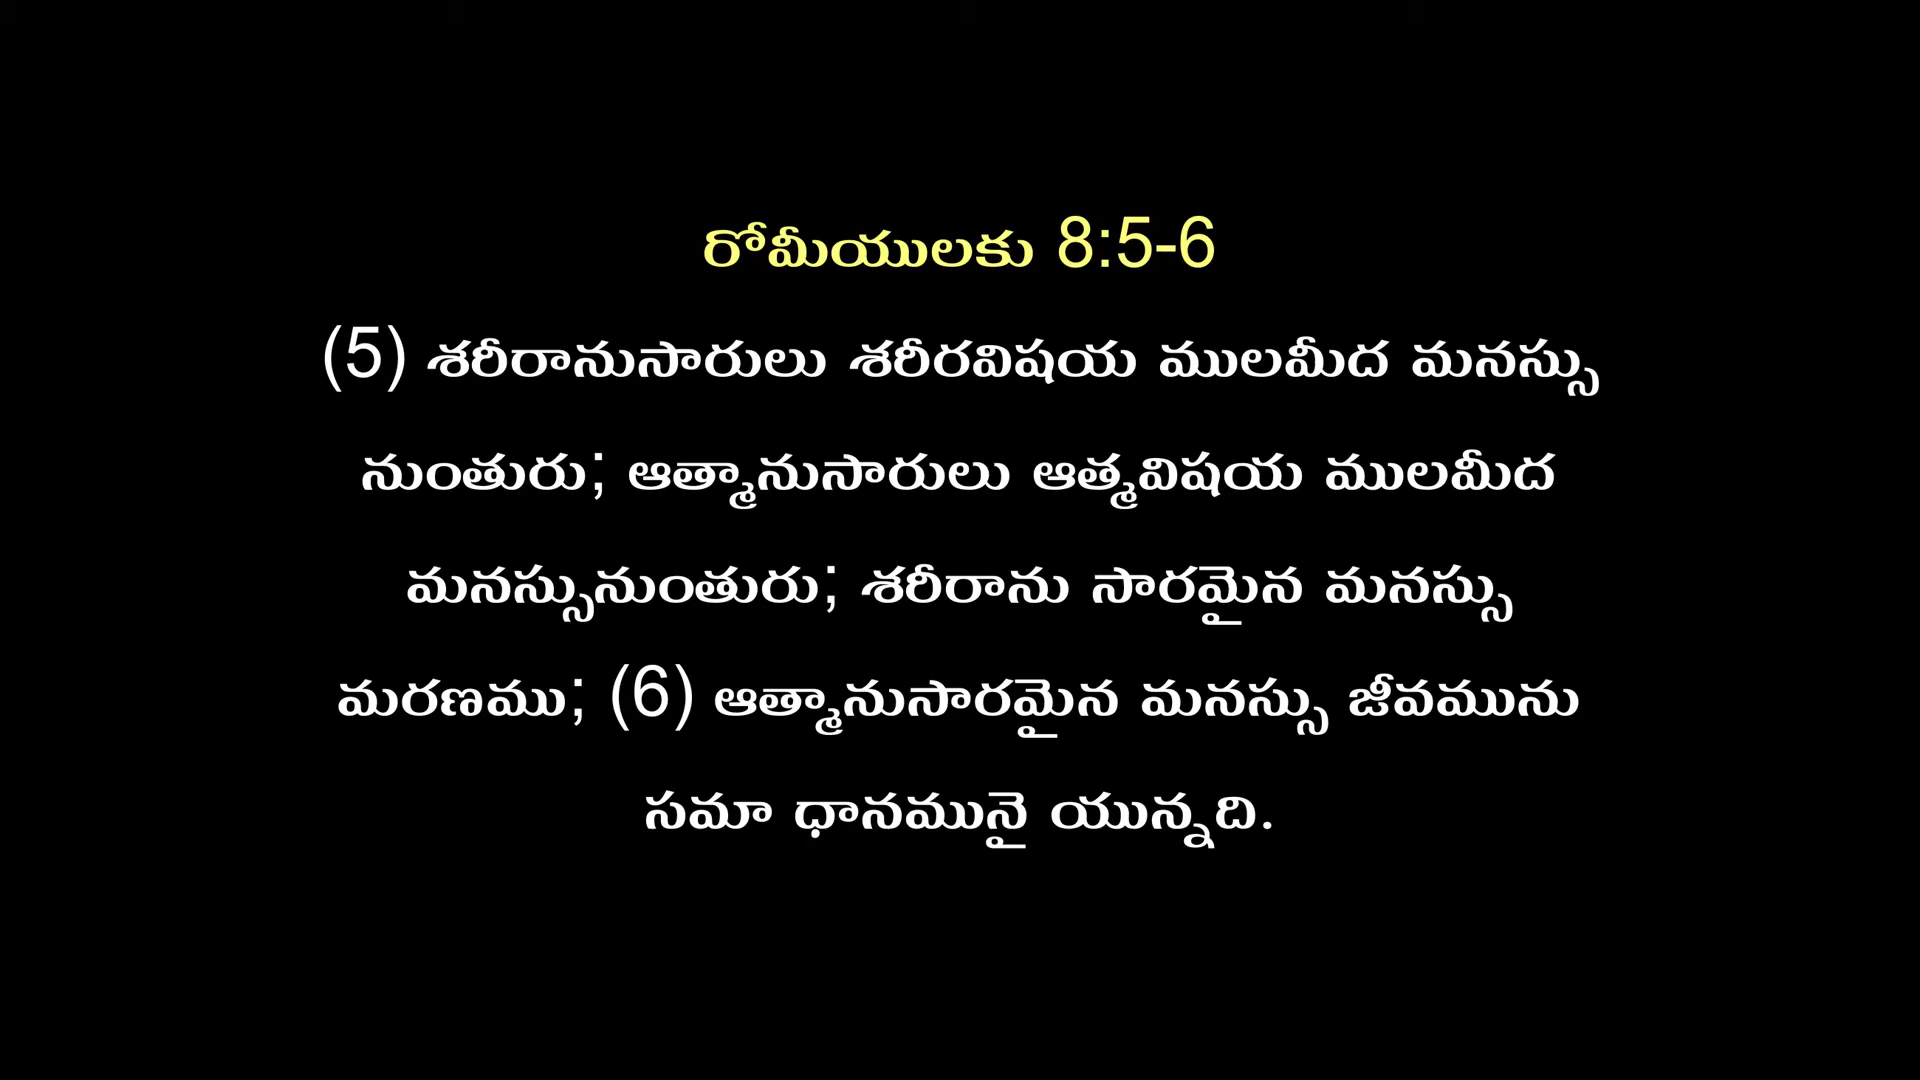 రోమీయులకు 8:5-6
(5) శరీరానుసారులు శరీరవిషయ ములమీద మనస్సు
నుంతురు; ఆత్మానుసారులు ఆత్మవిషయ ములమీద
మనస్సునుంతురు; శరీరాను సారమైన మనస్సు
మరణము; (6) ఆత్మానుసారమైన మనస్సు జీవమును
సమా ధానమునై యున్నది.